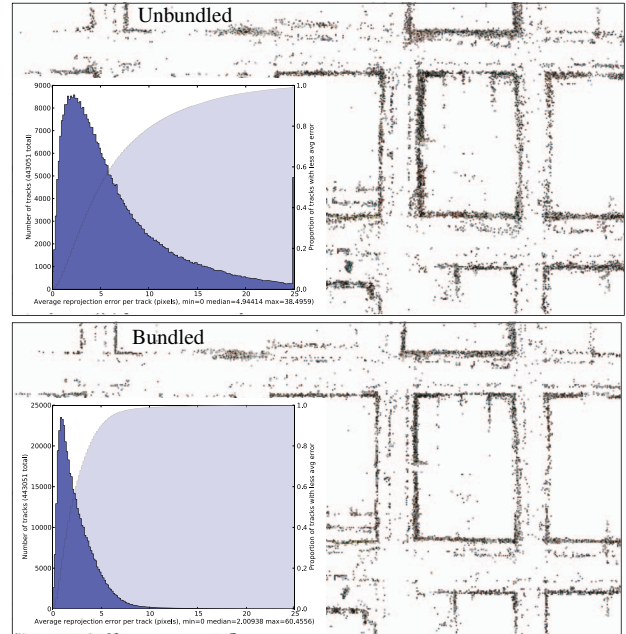 Unbundled
9000
8000
7000
6000
5000
4000
3000
2000
1000
0
Number of tracks (443051 total)
1.0
0.8
0.6
0.4
0.2
0.0
Proportion of tracks with less avg error
0 5 10 15 20 25
Average reprojection error per track (pixels), min=0 median=4.94414 max=38.4959
Bundled
25000
20000
15000
10000
5000
0
Number of tracks (443051 total)
1.0
0.8
0.6
0.4
0.2
0.0
Proportion of tracks with less avg error
0 5 10 15 20 25
Average reprojection error per track (pixels), min=0 median=2.00938 max=60.4556